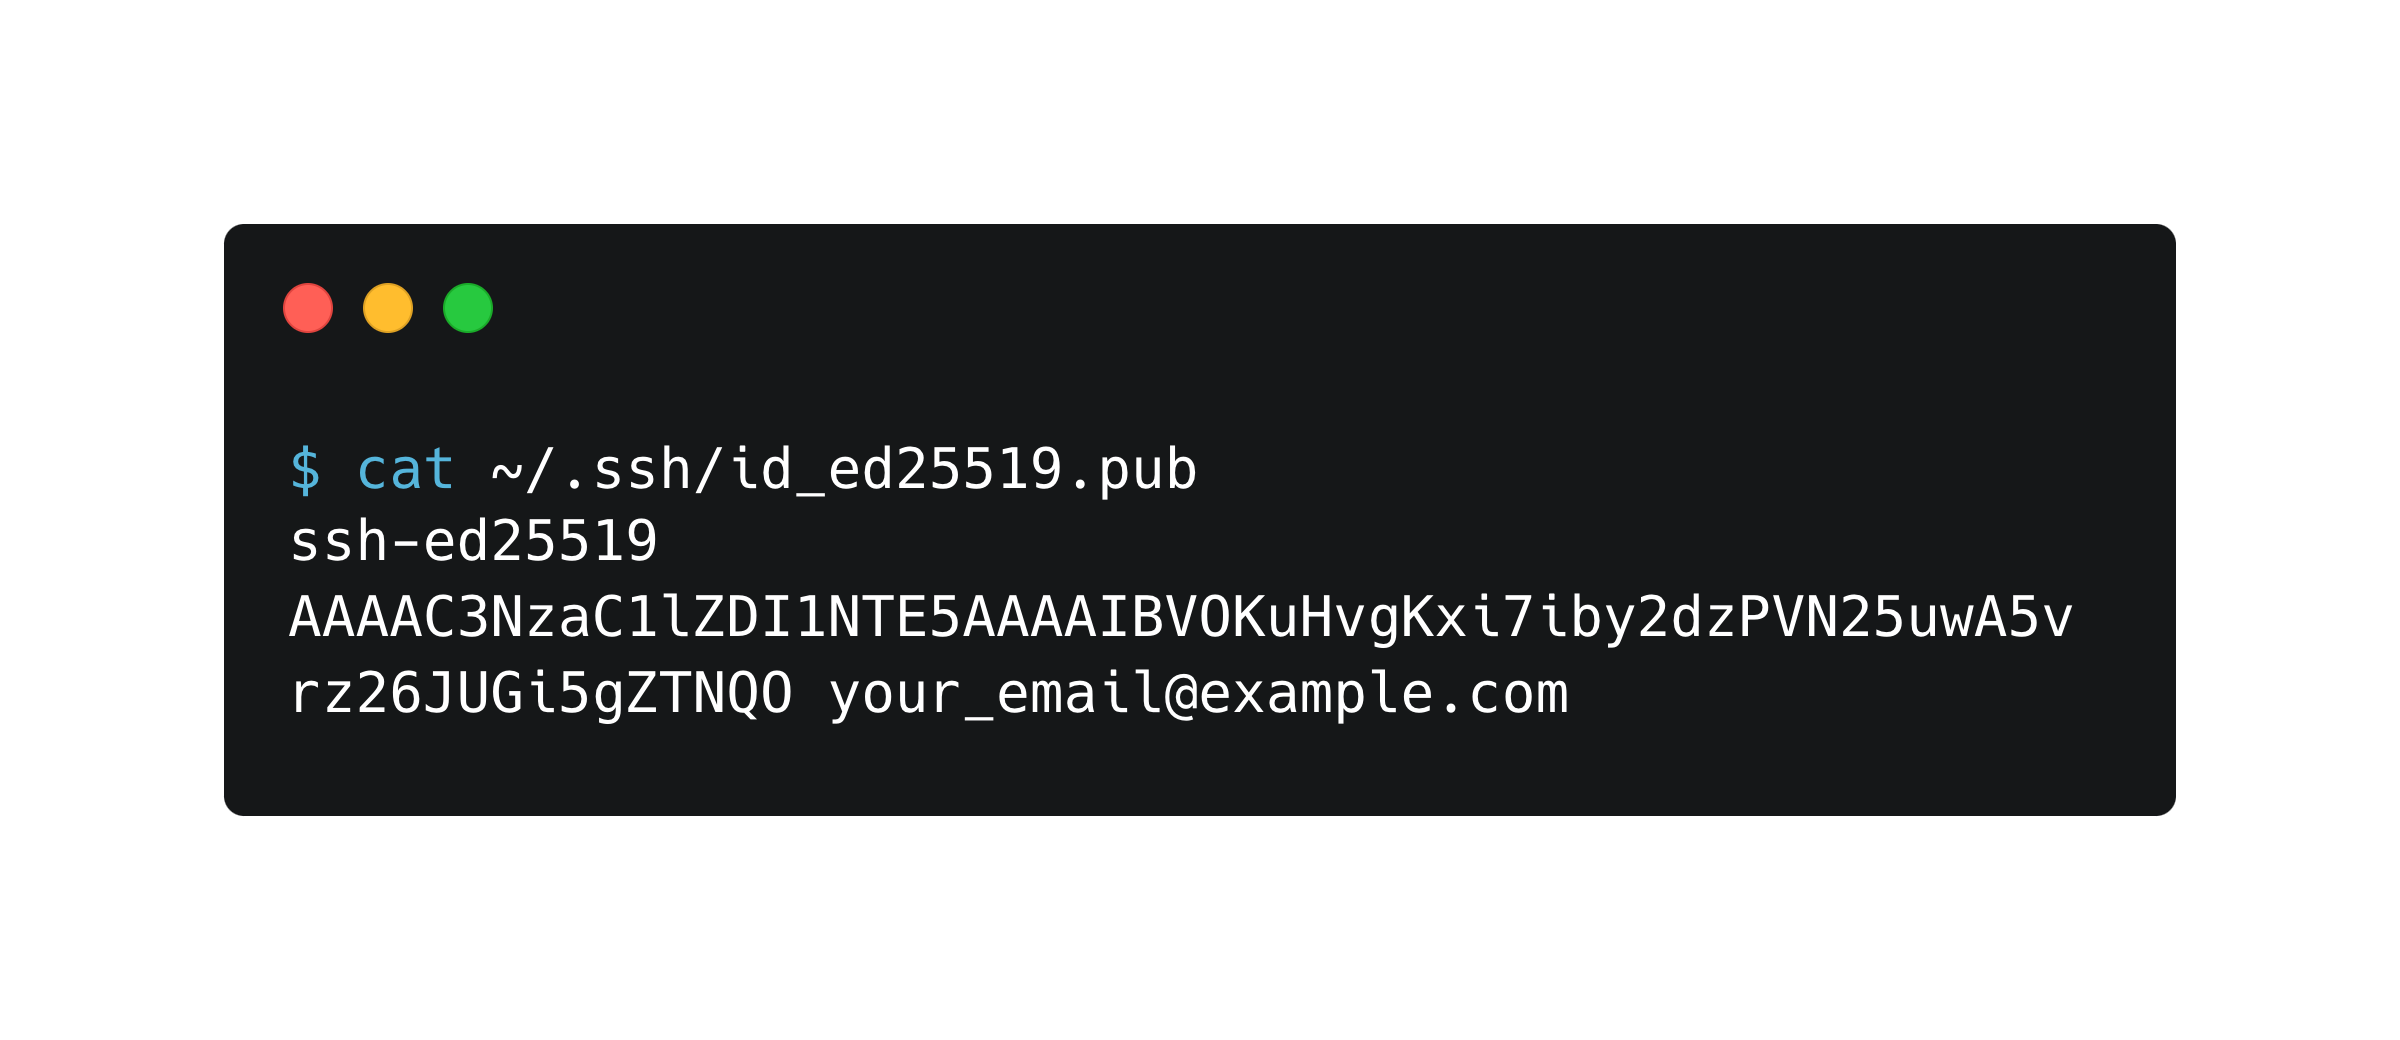 $ cat ~/.ssh/id_ed25519.pub
ssh-ed25519
AAAAC3NzaC1lZDI1NTE5AAAAIBVOKuHvgKxi7iby2dzPVN25uwA5v
rz26JUGi5gZTNQO your_email@example.com